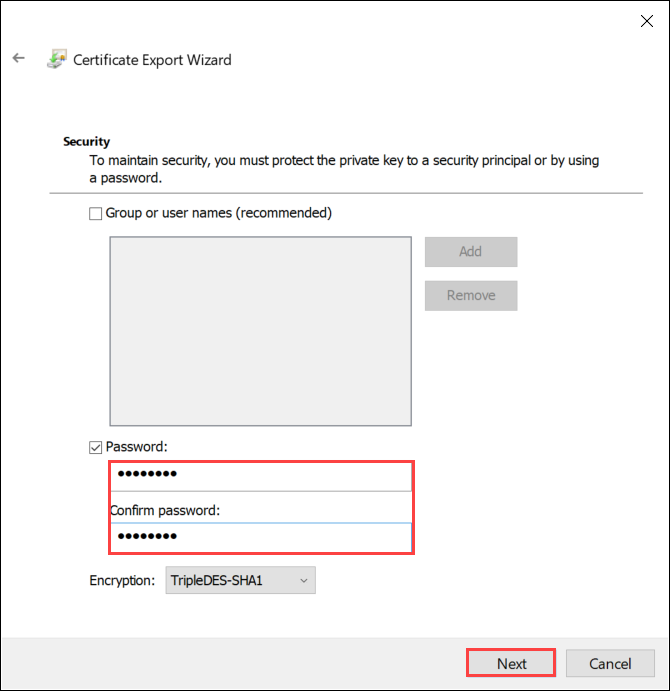 Certificate Export Wizard
Security
To maintain security, you must protect the private key to a security principal or by using
a password.
Group or user names (recommended)
Add
Remove
Password:
●●●●●●●●
Confirm password:
●●●●●●●●
Encryption: TripleDES-SHA1
Next Cancel